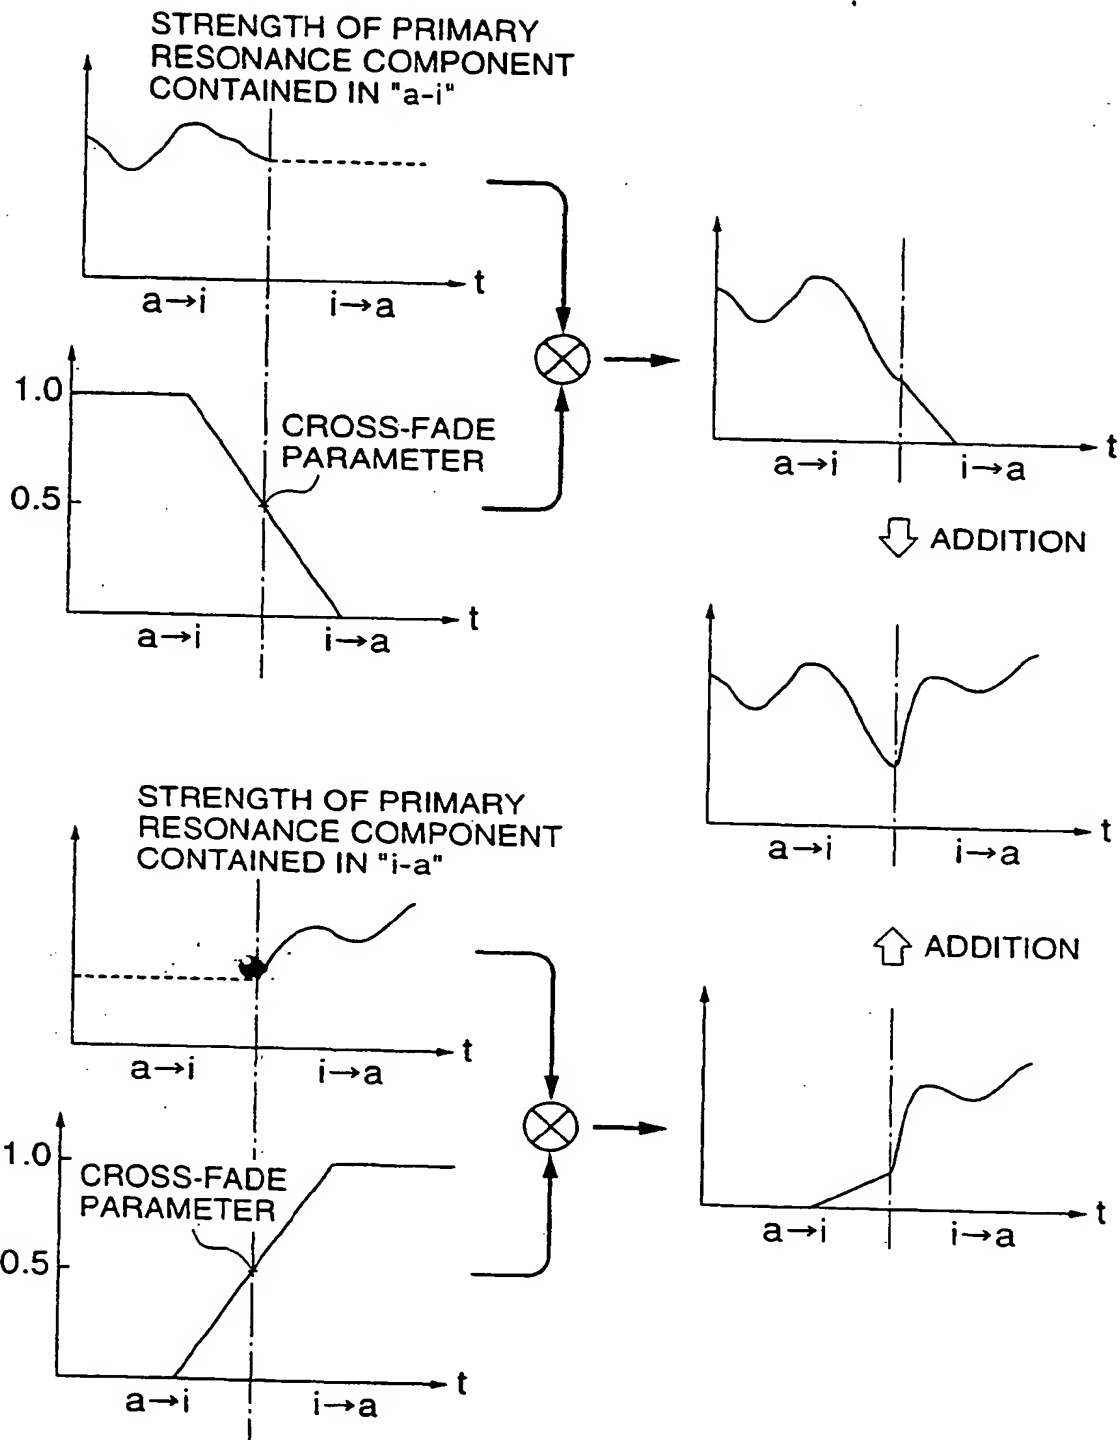 STRENGTH OF PRIMARY
RESONANCE COMPONENT
CONTAINED IN "a-i"
t
a→i
i→a
1.0
CROSS-FADE
PARAMETER
0.5
t
a→i
i→a
t
a→i
i→a
ADDITION
t
a→i
i→a
STRENGTH OF PRIMARY
RESONANCE COMPONENT
CONTAINED IN "i-a"
t
a→i
i→a
1.0
CROSS-FADE
PARAMETER
0.5
t
a→i
i→a
ADDITION
t
a→i
i→a